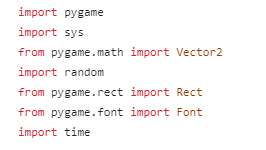 import pygame
import sys
from pygame.math import Vector2
import random
from pygame.rect import Rect
from pygame.font import Font
import time